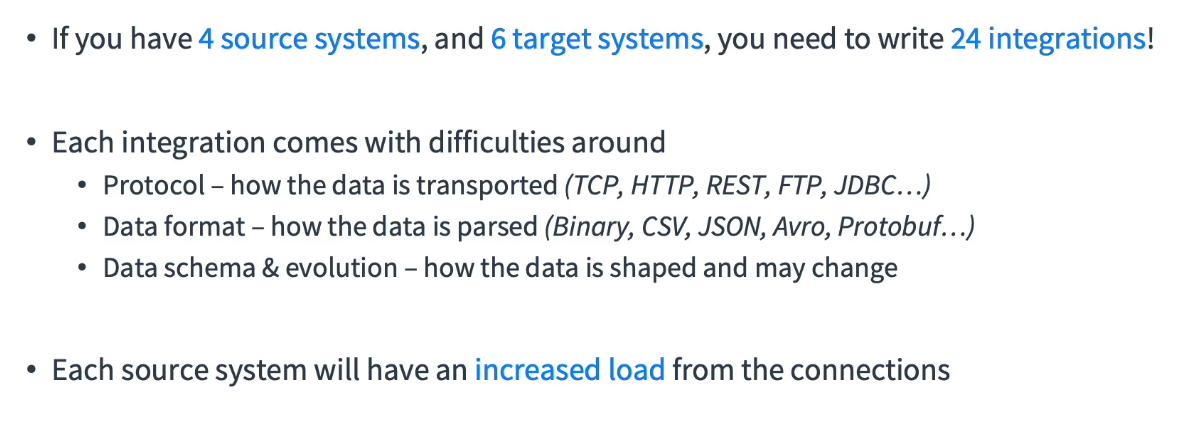 • If you have 4 source systems, and 6 target systems, you need to write 24 integrations!
• Each integration comes with difficulties around
• Protocol – how the data is transported (TCP, HTTP, REST, FTP, JDBC…)
• Data format – how the data is parsed (Binary, CSV, JSON, Avro, Protobuf…)
• Data schema & evolution – how the data is shaped and may change
• Each source system will have an increased load from the connections